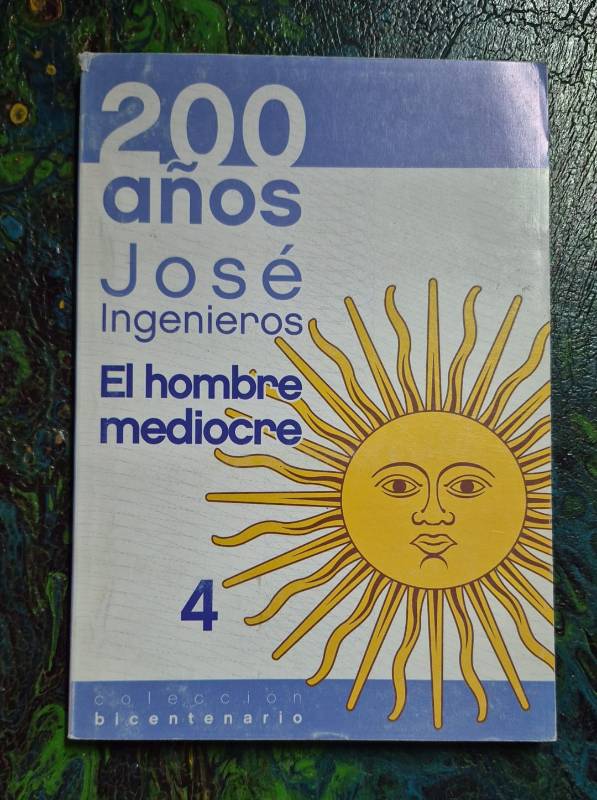 200
años
José
Ingenieros
El hombre
mediocre
4
colección
bicentenario